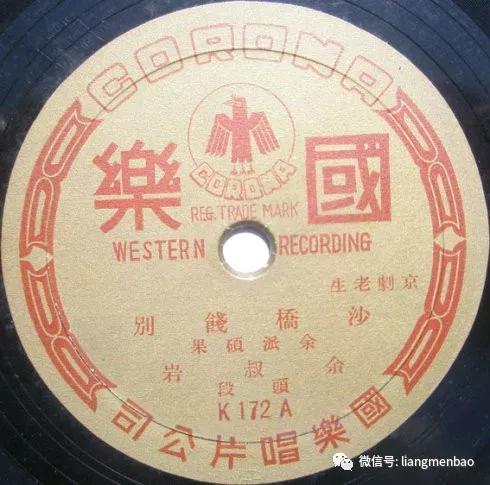 CORONA
CORONA
REG. TRADE MARK
國樂
WESTERN RECORDING
京劇老生
沙橋餞別
余派碩果
余叔岩
頭段
K 172 A
國樂唱片公司
微信号: liangmenbao